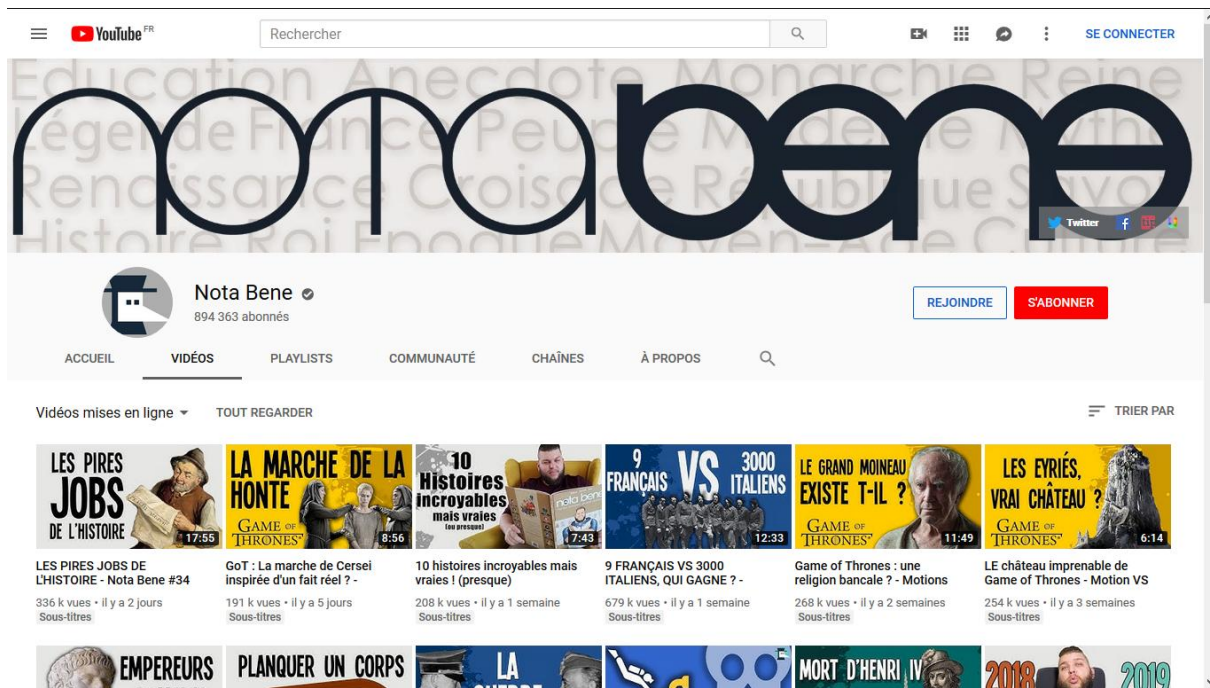 YouTube FR
Rechercher
SE CONNECTER
Education Anecdote Monarchie Reine
Légende France Peuple Moderne Mythe
Renaissance Croisade République Savoir
Histoire Roi Epoque Moyen-Age Culture
nota bene
Twitter
Nota Bene
894 363 abonnés
REJOINDRE
S'ABONNER
ACCUEIL
VIDÉOS
PLAYLISTS
COMMUNAUTÉ
CHAÎNES
À PROPOS
Vidéos mises en ligne
TOUT REGARDER
TRIER PAR
LES PIRES
JOBS
DE L'HISTOIRE
17:55
LA MARCHE DE LA
HONTE
GAME OF
THRONES
8:56
10
Histoires
incroyables
mais vraies
(ou presque)
nota bene
7:43
9
FRANÇAIS
VS
3000
ITALIENS
12:33
LE GRAND MOINEAU
EXISTE T-IL ?
GAME OF
THRONES
11:49
LES EYRIÉS,
VRAI CHÂTEAU ?
GAME OF
THRONES
6:14
LES PIRES JOBS DE
L'HISTOIRE - Nota Bene #34
336 k vues • il y a 2 jours
Sous-titres
GoT : La marche de Cersei
inspirée d'un fait réel ? -
191 k vues • il y a 5 jours
Sous-titres
10 histoires incroyables mais
vraies ! (presque)
208 k vues • il y a 1 semaine
Sous-titres
9 FRANÇAIS VS 3000
ITALIENS, QUI GAGNE ? -
679 k vues • il y a 1 semaine
Sous-titres
Game of Thrones : une
religion bancale ? - Motions
268 k vues • il y a 2 semaines
Sous-titres
LE château imprenable de
Game of Thrones - Motion VS
254 k vues • il y a 3 semaines
Sous-titres
EMPEREURS
PLANQUER UN CORPS
LA
GUERRE
MORT D'HENRI IV
2018
2019